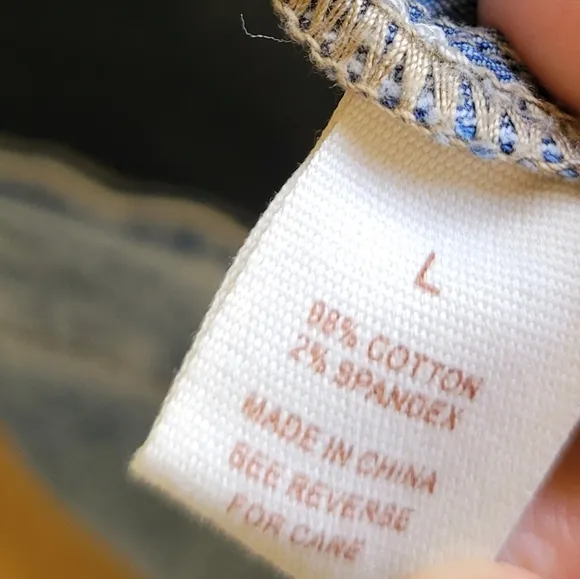 L
98% COTTON
2% SPANDEX
MADE IN CHINA
SEE REVERSE
FOR CARE